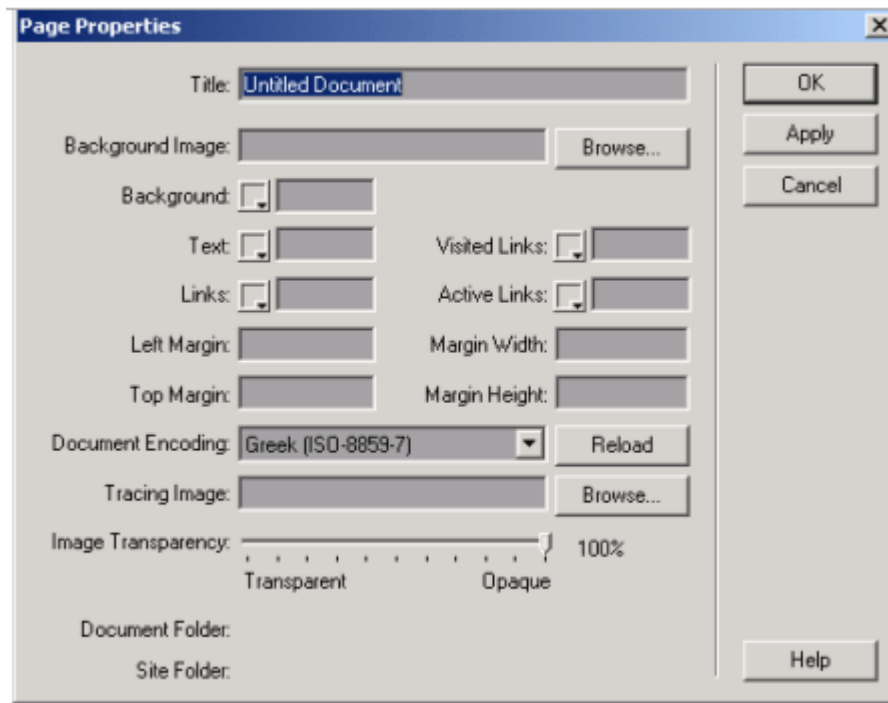 Page Properties
Title: Untitled Document OK
Background Image: Browse... Apply
Background: Cancel
Text: Visited Links:
Links: Active Links:
Left Margin: Margin Width:
Top Margin: Margin Height:
Document Encoding: Greek (ISO-8859-7) Reload
Tracing Image: Browse...
Image Transparency: 100%
Transparent Opaque
Document Folder:
Site Folder: Help